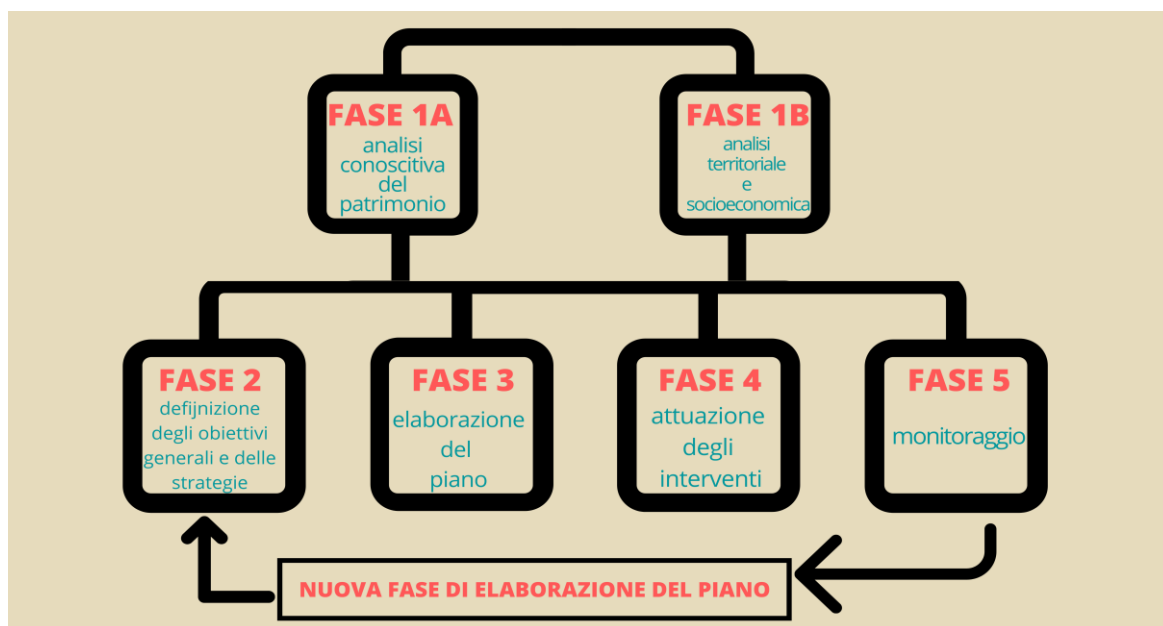 FASE 1A
analisi
conoscitiva
del
patrimonio
FASE 1B
analisi
territoriale
e
socioeconomica
FASE 2
defijnizione
degli obiettivi
generali e delle
strategie
FASE 3
elaborazione
del
piano
FASE 4
attuazione
degli
interventi
FASE 5
monitoraggio
NUOVA FASE DI ELABORAZIONE DEL PIANO